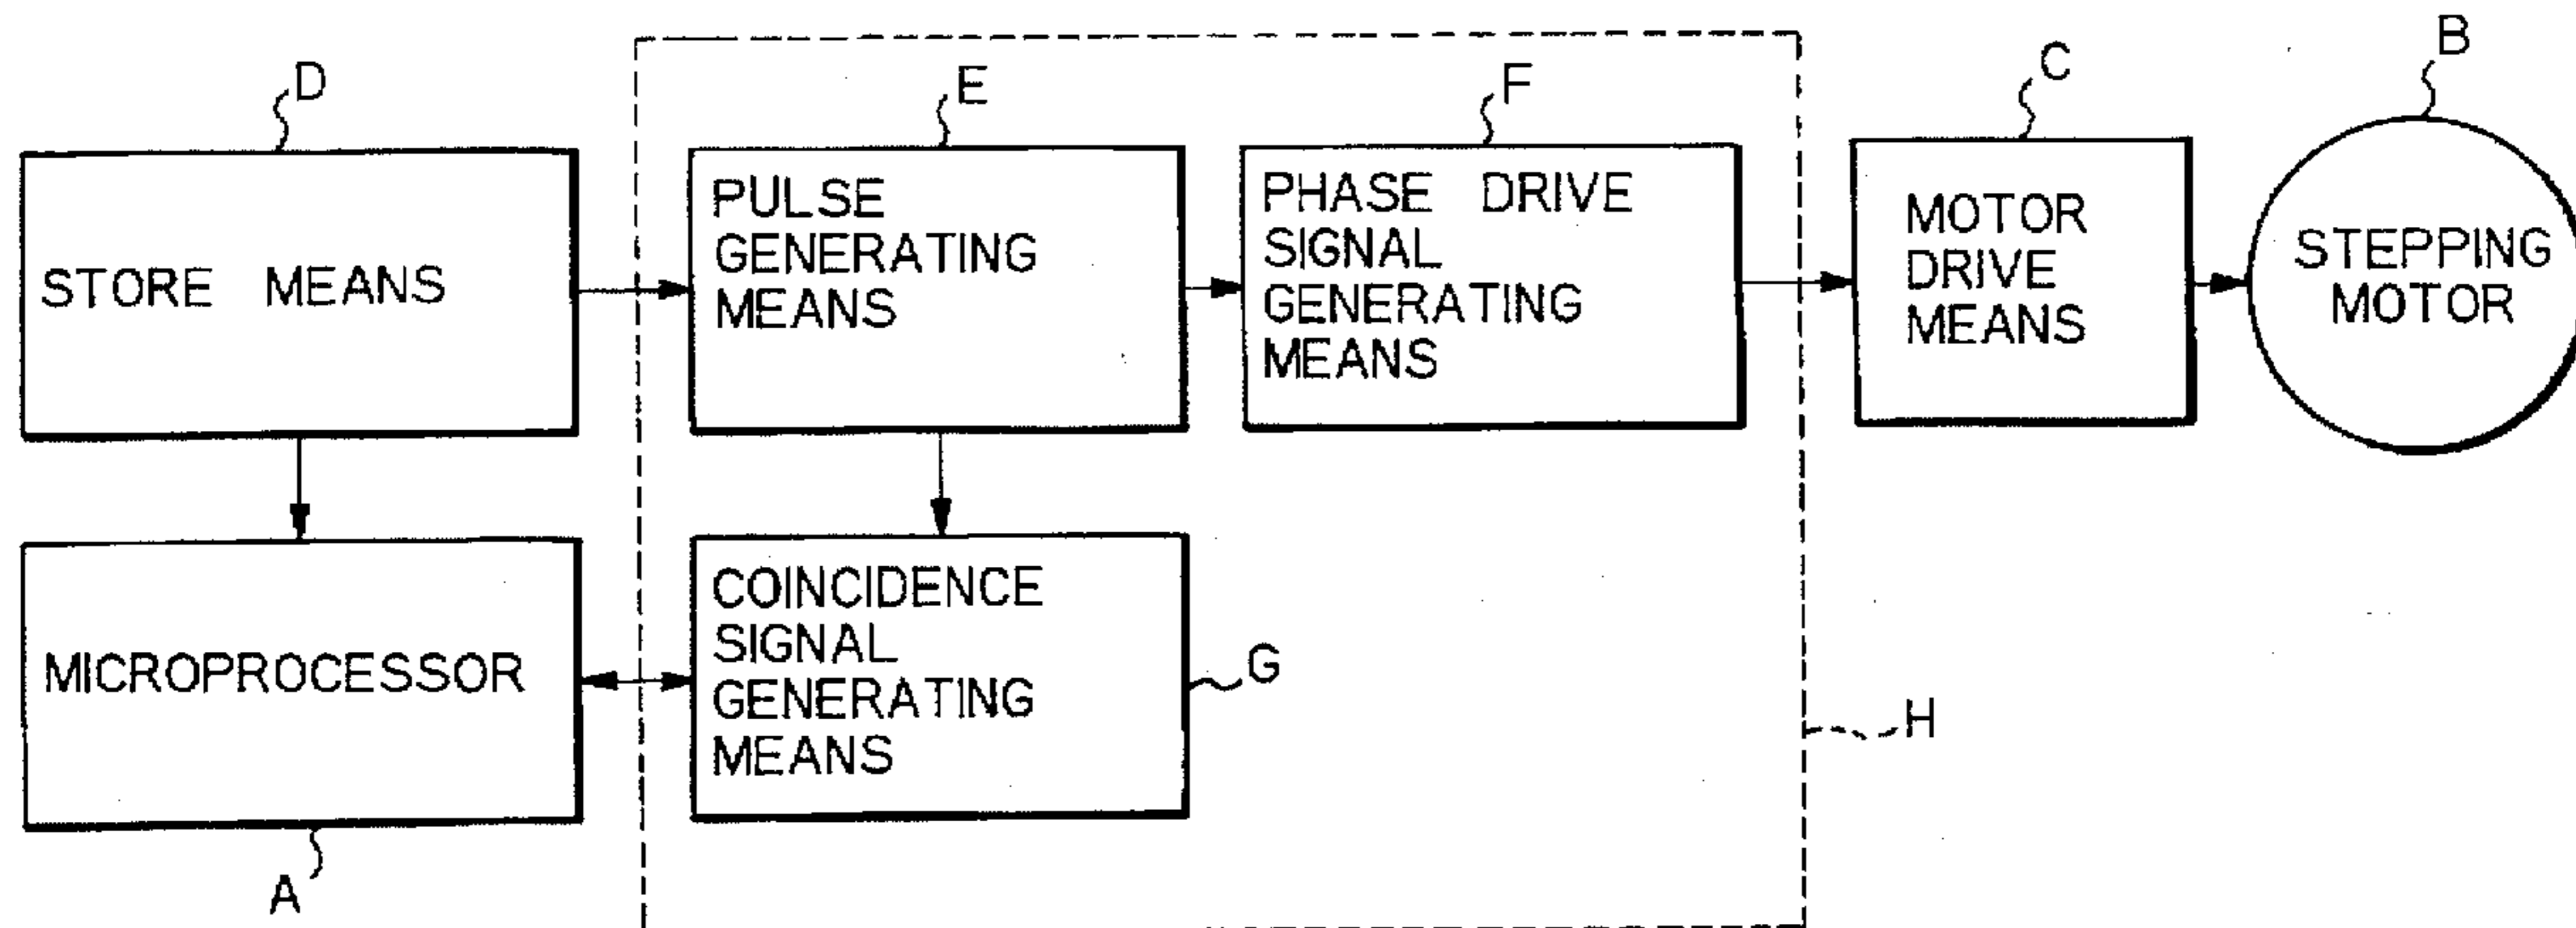 D
E
F
C
B
STORE MEANS
PULSE
GENERATING
MEANS
PHASE DRIVE
SIGNAL
GENERATING
MEANS
MOTOR
DRIVE
MEANS
STEPPING
MOTOR
MICROPROCESSOR
COINCIDENCE
SIGNAL
GENERATING
MEANS
G
H
A